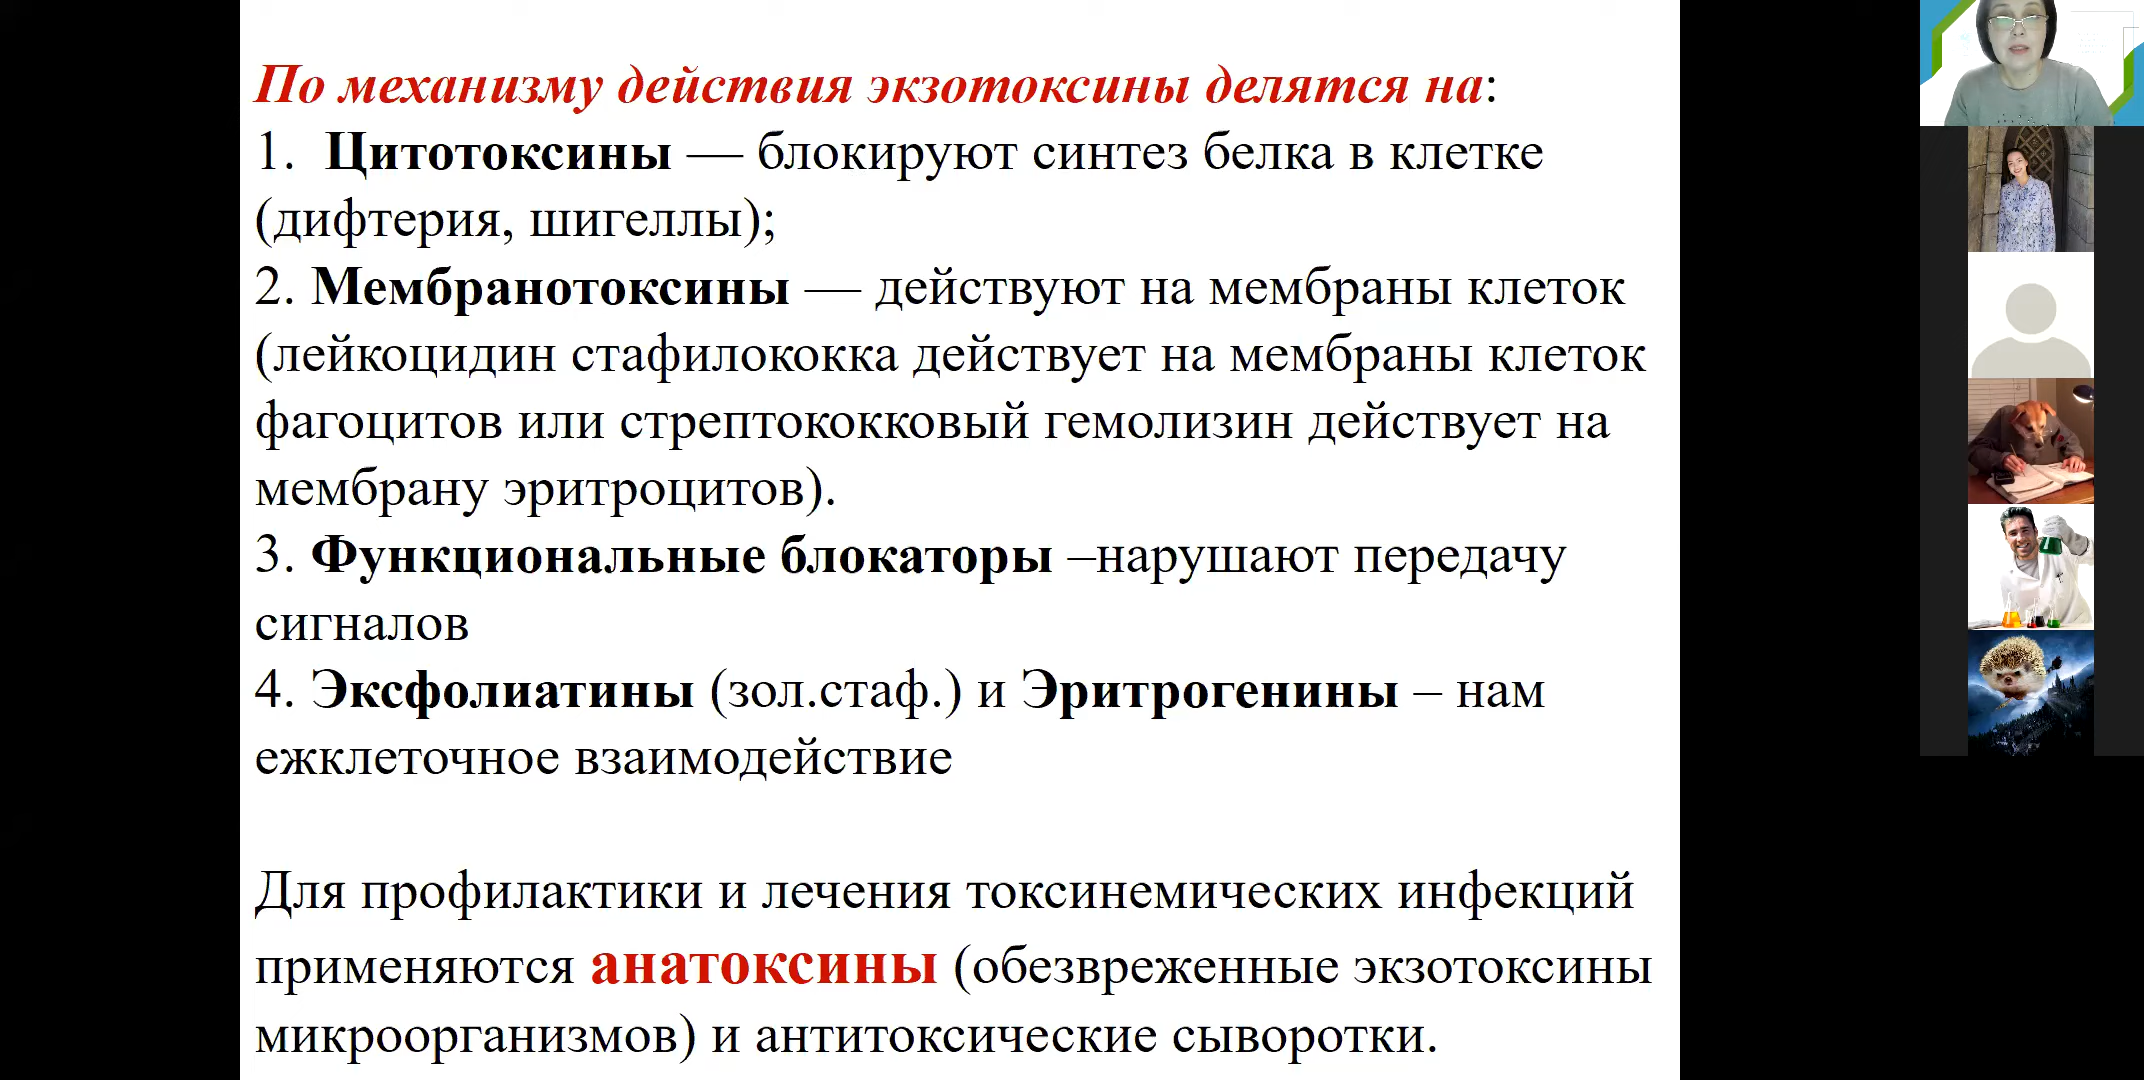 По механизму действия экзотоксины делятся на:
1. Цитотоксины — блокируют синтез белка в клетке
(дифтерия, шигеллы);
2. Мембранотоксины — действуют на мембраны клеток
(лейкоцидин стафилококка действует на мембраны клеток
фагоцитов или стрептококковый гемолизин действует на
мембрану эритроцитов).
3. Функциональные блокаторы –нарушают передачу
сигналов
4. Эксфолиатины (зол.стаф.) и Эритрогенины – нам
ежклеточное взаимодействие
Для профилактики и лечения токсинемических инфекций
применяются анатоксины (обезвреженные экзотоксины
микроорганизмов) и антитоксические сыворотки.